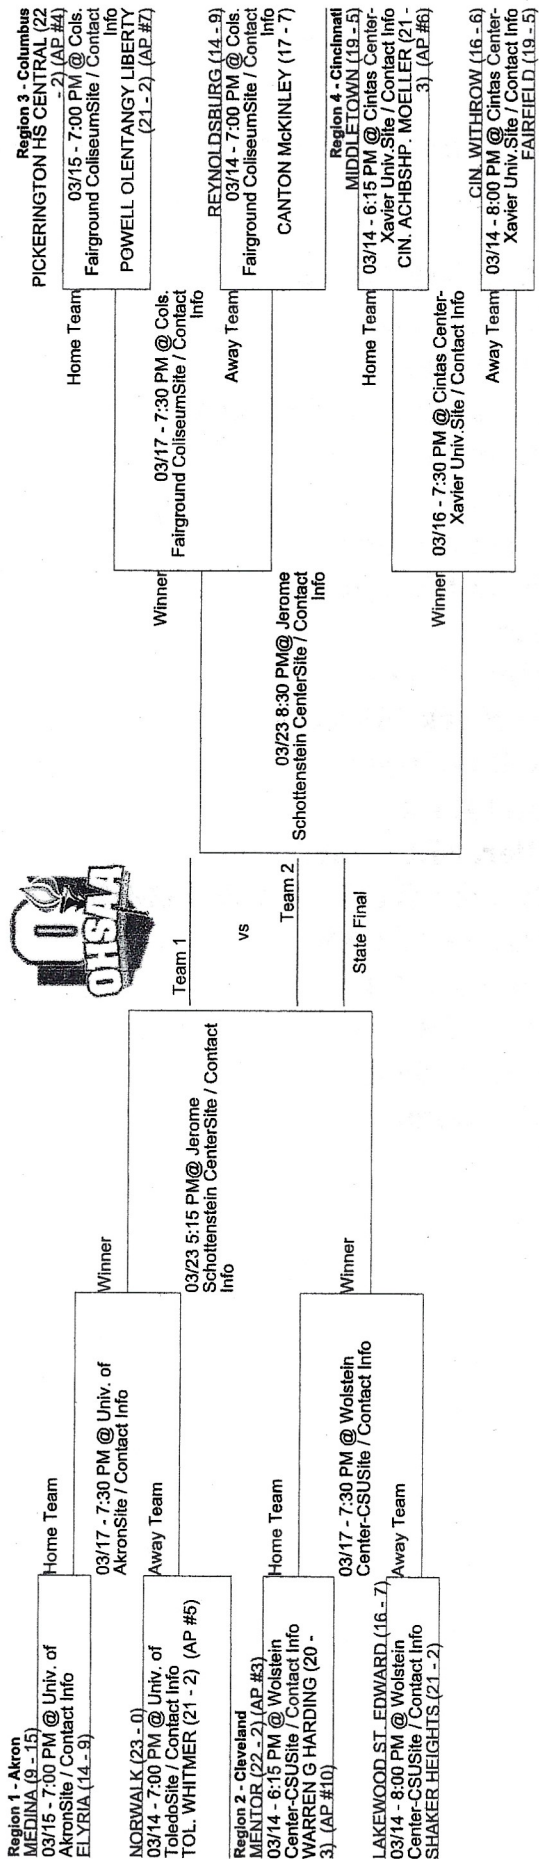 Region 1 - Akron
MEDINA (9 - 15)
03/15 - 7:00 PM @ Univ. of
AkronSite / Contact Info
ELYRIA (14 - 9)
Home Team
03/17 - 7:30 PM @ Univ. of
AkronSite / Contact Info
NORWALK (23 - 0)
03/14 - 7:00 PM @ Univ. of
ToledoSite / Contact Info
TOL. WHITMER (21 - 2) (AP #5)
Away Team
Winner
03/23 5:15 PM@ Jerome
Schottenstein CenterSite / Contact
Info
Region 2 - Cleveland
MENTOR (22 - 2) (AP #3)
03/14 - 6:15 PM @ Wolstein
Center-CSUSite / Contact Info
WARREN G HARDING (20 -
3) (AP #10)
Home Team
03/17 - 7:30 PM @ Wolstein
Center-CSUSite / Contact Info
LAKEWOOD ST. EDWARD (16 - 7)
03/14 - 8:00 PM @ Wolstein
Center-CSUSite / Contact Info
SHAKER HEIGHTS (21 - 2)
Away Team
Winner
OHSAA
Team 1
vs
Team 2
State Final
Region 3 - Columbus
PICKERINGTON HS CENTRAL (22
- 2) (AP #4)
03/15 - 7:00 PM @ Cols.
Fairground ColiseumSite / Contact
Info
POWELL OLENTANGY LIBERTY
(21 - 2) (AP #7)
Home Team
03/17 - 7:30 PM @ Cols.
Fairground ColiseumSite / Contact
Info
REYNOLDSBURG (14 - 9)
03/14 - 7:00 PM @ Cols.
Fairground ColiseumSite / Contact
Info
CANTON McKINLEY (17 - 7)
Away Team
Winner
03/23 8:30 PM@ Jerome
Schottenstein CenterSite / Contact
Info
Region 4 - Cincinnati
MIDDLETOWN (19 - 5)
03/14 - 6:15 PM @ Cintas Center-
Xavier Univ.Site / Contact Info
CIN. ACHBSHP. MOELLER (21 -
3) (AP #6)
Home Team
03/16 - 7:30 PM @ Cintas Center-
Xavier Univ.Site / Contact Info
CIN. WITHROW (16 - 6)
03/14 - 8:00 PM @ Cintas Center-
Xavier Univ.Site / Contact Info
FAIRFIELD (19 - 5)
Away Team
Winner